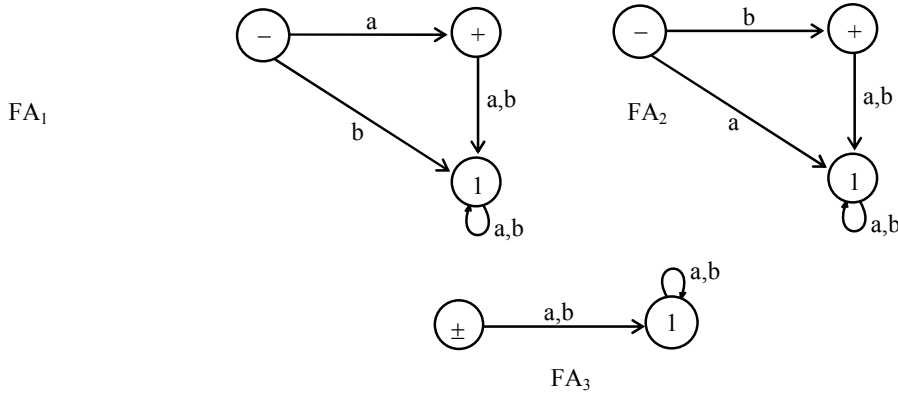 − a + − b +
FA₁ b a,b FA₂ a a,b
1 1
a,b a,b
a,b
± a,b 1
FA₃